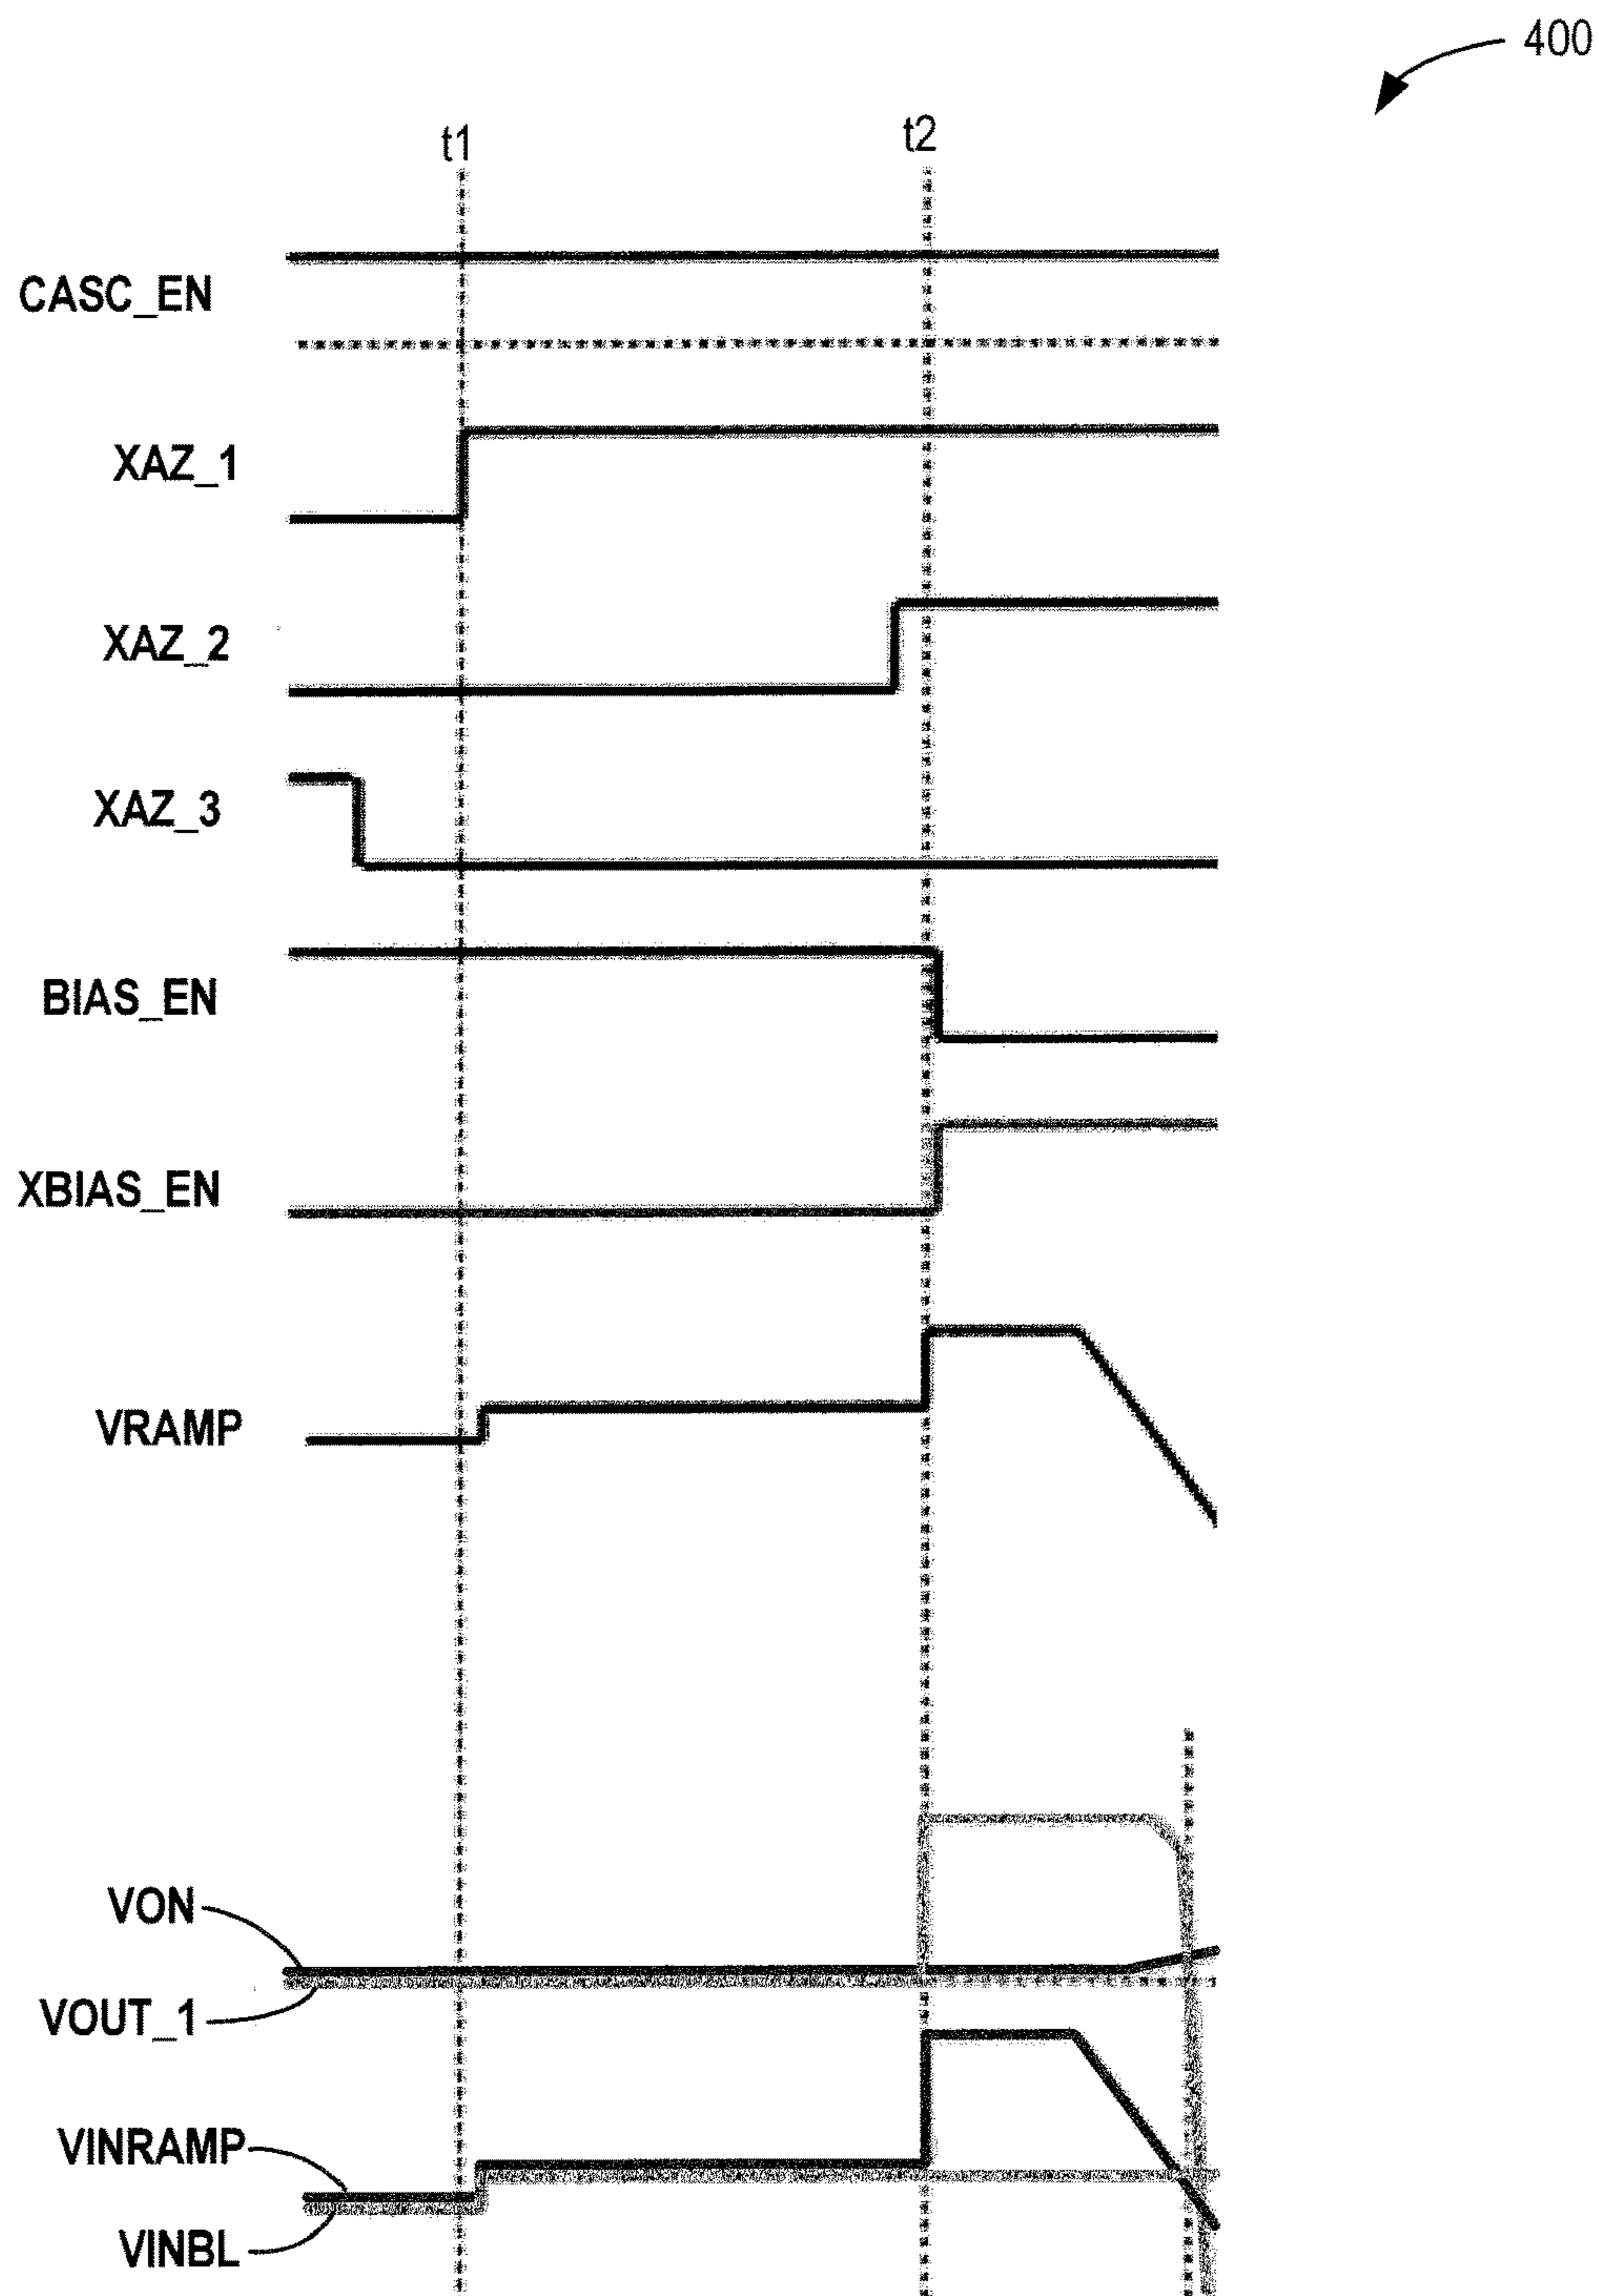 400
t1 t2
CASC_EN
XAZ_1
XAZ_2
XAZ_3
BIAS_EN
XBIAS_EN
VRAMP
VON
VOUT_1
VINRAMP
VINBL